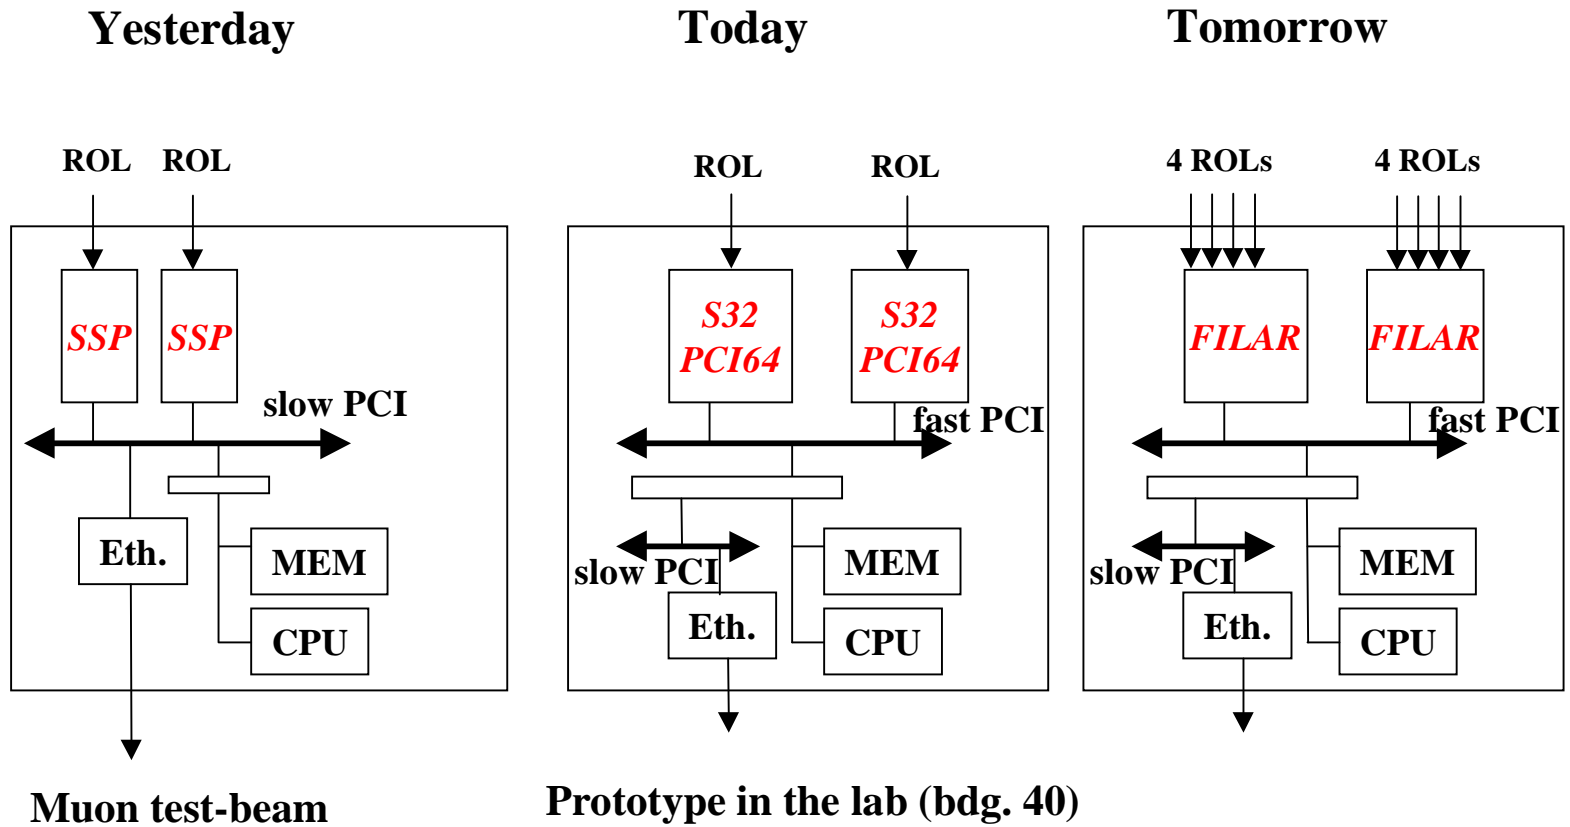 Yesterday
Today
Tomorrow
ROL
ROL
ROL
ROL
4 ROLs
4 ROLs
SSP
SSP
S32
PCI64
S32
PCI64
FILAR
FILAR
slow PCI
fast PCI
fast PCI
Eth.
MEM
CPU
slow PCI
MEM
Eth.
CPU
slow PCI
MEM
Eth.
CPU
Muon test-beam
Prototype in the lab (bdg. 40)